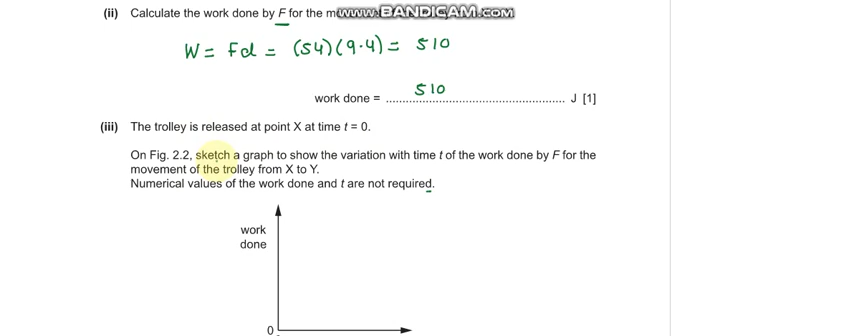 (ii) Calculate the work done by F for the m www. BANDICAM.com
W = Fd = (54)(9.4) = 510
510
work done = ........................................................... J [1]
(iii) The trolley is released at point X at time t = 0.
On Fig. 2.2, sketch a graph to show the variation with time t of the work done by F for the
movement of the trolley from X to Y.
Numerical values of the work done and t are not required.
work
done
0